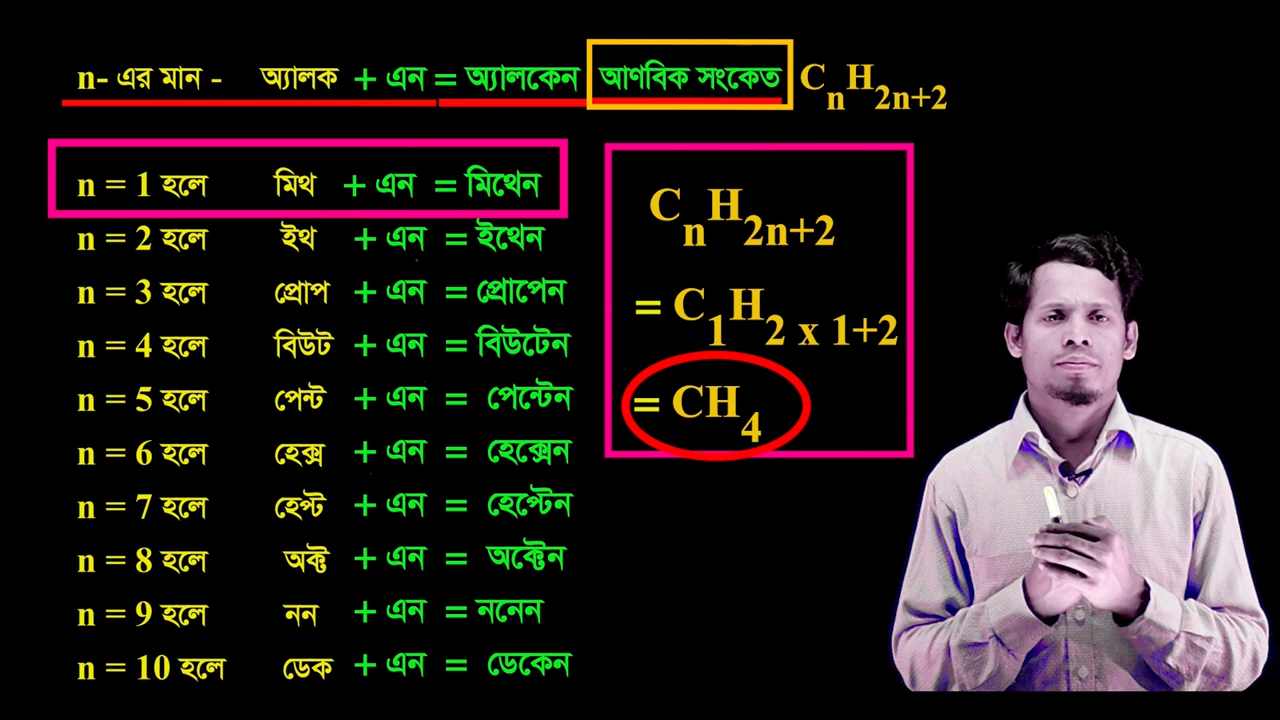 n- এর মান - অ্যালক + এন = অ্যালকেন আণবিক সংকেত CnH2n+2
n = 1 হলে মিথ + এন = মিথেন
n = 2 হলে ইথ + এন = ইথেন
n = 3 হলে প্রোপ + এন = প্রোপেন
n = 4 হলে বিউট + এন = বিউটেন
n = 5 হলে পেন্ট + এন = পেন্টেন
n = 6 হলে হেক্স + এন = হেক্সেন
n = 7 হলে হেপ্ট + এন = হেপ্টেন
n = 8 হলে অক্ট + এন = অক্টেন
n = 9 হলে নন + এন = ননেন
n = 10 হলে ডেক + এন = ডেকেন
CnH2n+2
= C1H2 x 1+2
= CH4